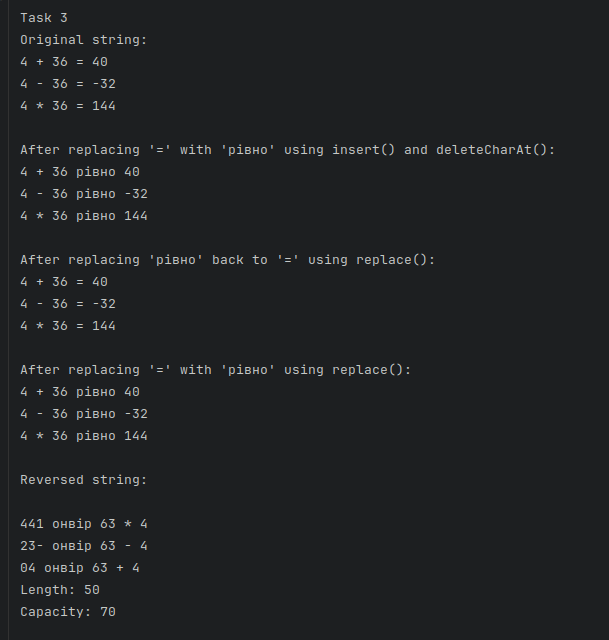 Task 3
Original string:
4 + 36 = 40
4 - 36 = -32
4 * 36 = 144
After replacing '=' with 'рівно' using insert() and deleteCharAt():
4 + 36 рівно 40
4 - 36 рівно -32
4 * 36 рівно 144
After replacing 'рівно' back to '=' using replace():
4 + 36 = 40
4 - 36 = -32
4 * 36 = 144
After replacing '=' with 'рівно' using replace():
4 + 36 рівно 40
4 - 36 рівно -32
4 * 36 рівно 144
Reversed string:
441 онвір 63 * 4
23- онвір 63 - 4
04 онвір 63 + 4
Length: 50
Capacity: 70